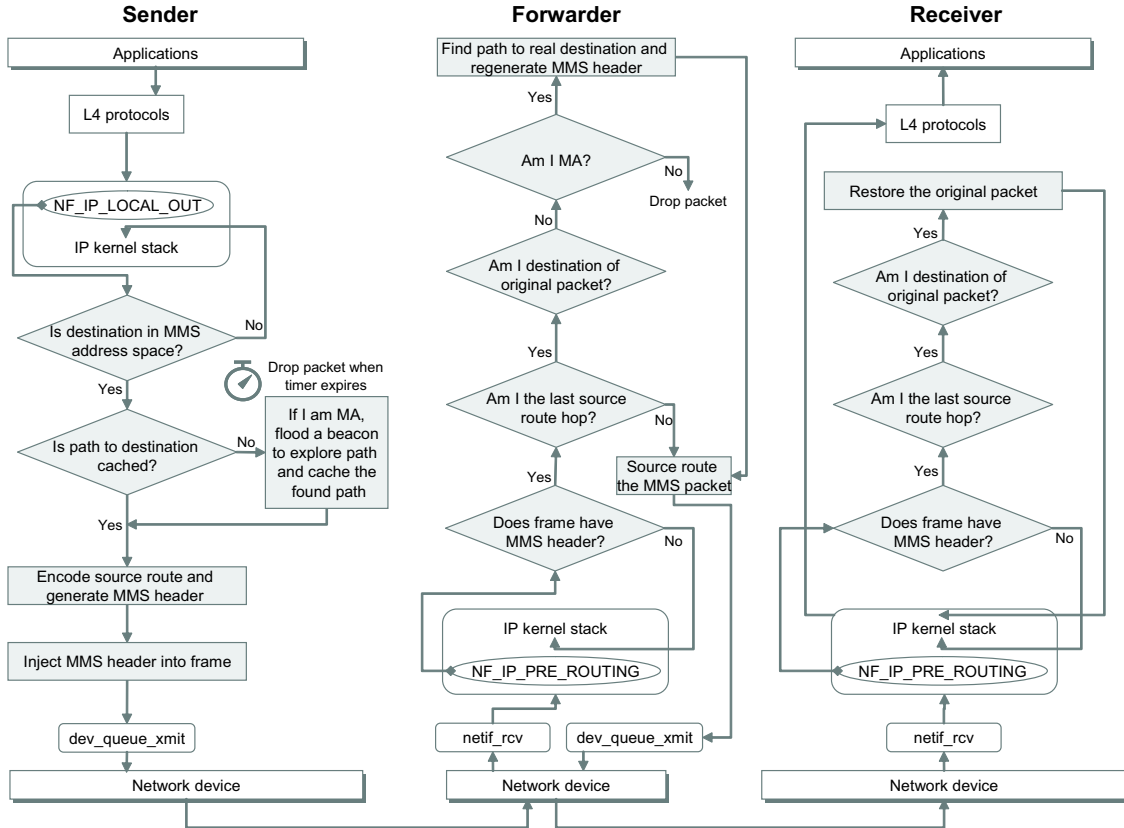 Sender
Applications
L4 protocols
NF_IP_LOCAL_OUT
IP kernel stack
Is destination in MMS
address space?
No
Yes
Drop packet when
timer expires
Is path to destination
cached?
No
If I am MA,
flood a beacon
to explore path
and cache the
found path
Yes
Encode source route and
generate MMS header
Inject MMS header into frame
dev_queue_xmit
Network device
Forwarder
Find path to real destination and
regenerate MMS header
Yes
Am I MA?
No
Drop packet
No
Am I destination of
original packet?
Yes
Am I the last source
route hop?
No
Source route
the MMS packet
Yes
Does frame have
MMS header?
No
IP kernel stack
NF_IP_PRE_ROUTING
netif_rcv
dev_queue_xmit
Network device
Receiver
Applications
L4 protocols
Restore the original packet
Yes
Am I destination of
original packet?
Yes
Am I the last source
route hop?
Yes
Does frame have
MMS header?
No
IP kernel stack
NF_IP_PRE_ROUTING
netif_rcv
Network device